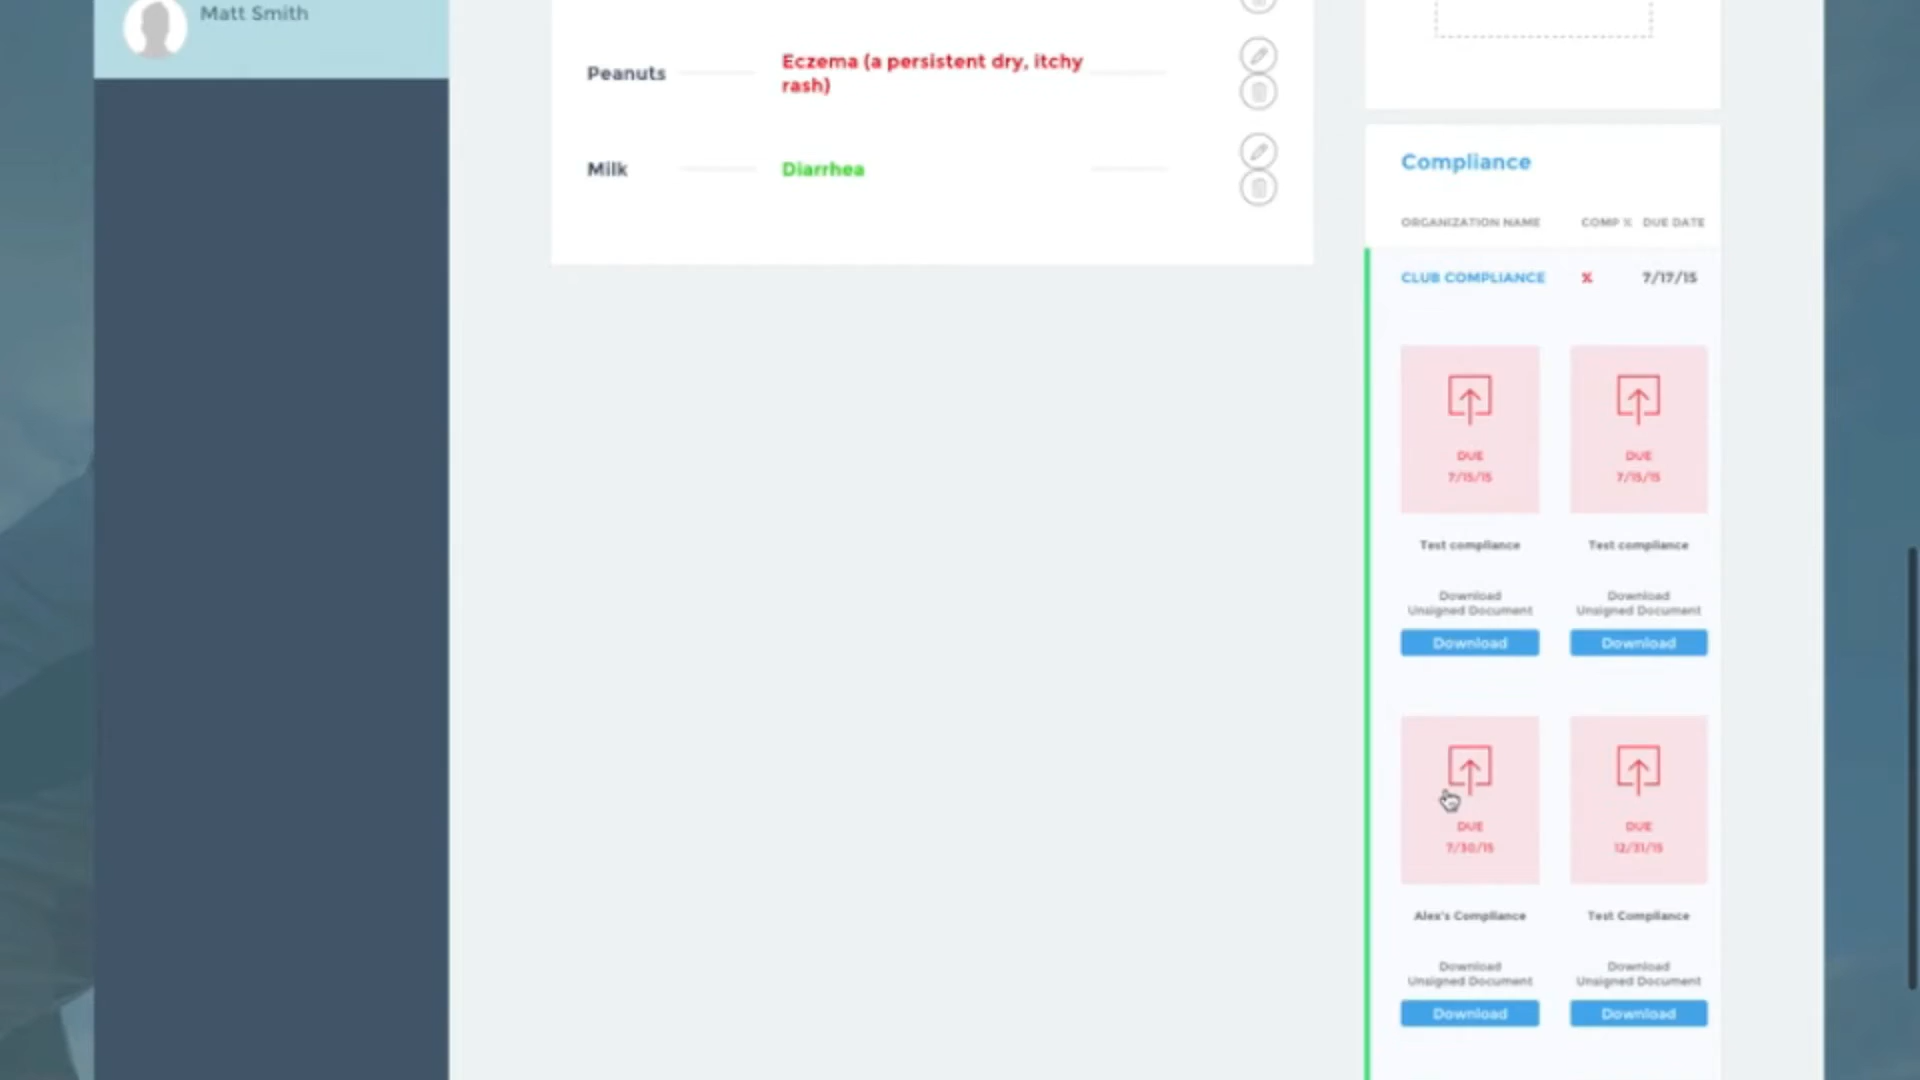 Matt Smith
Peanuts
Eczema (a persistent dry, itchy
rash)
Milk
Diarrhea
Compliance
ORGANIZATION NAME COMP % DUE DATE
CLUB COMPLIANCE % 7/17/15
DUE
7/15/15
DUE
7/15/15
Test compliance
Test compliance
Download
Unsigned Document
Download
Download
Unsigned Document
Download
DUE
7/30/15
DUE
12/31/15
Alex's Compliance
Test Compliance
Download
Unsigned Document
Download
Download
Unsigned Document
Download